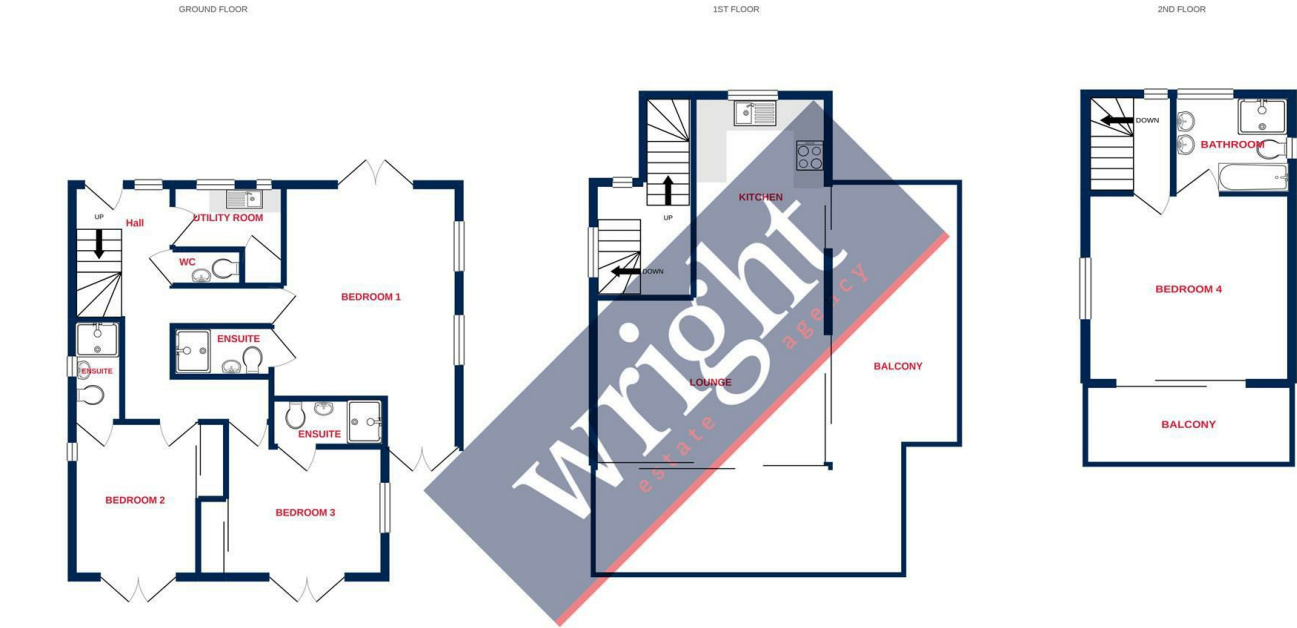 GROUND FLOOR
1ST FLOOR
2ND FLOOR
UP
Hall
UTILITY ROOM
WC
BEDROOM 1
ENSUITE
ENSUITE
ENSUITE
BEDROOM 2
BEDROOM 3
KITCHEN
UP
DOWN
LOUNGE
BALCONY
wright
estate agency
DOWN
BATHROOM
BEDROOM 4
BALCONY